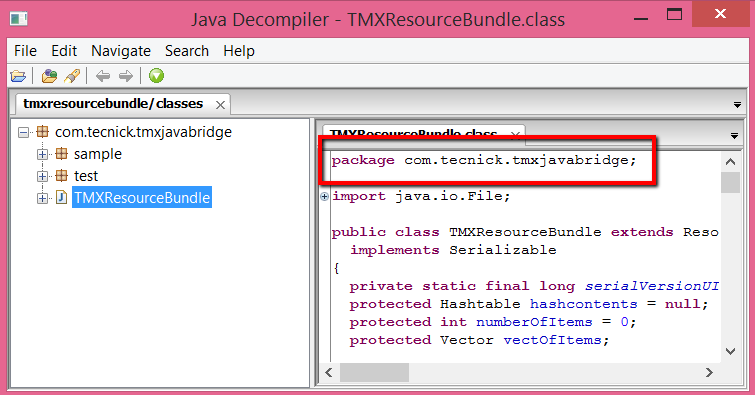 Java Decompiler - TMXResourceBundle.class
File Edit Navigate Search Help
tmxresourcebundle/classes
com.tecnick.tmxjavabridge
sample
test
TMXResourceBundle
TMXResourceBundle.class
package com.tecnick.tmxjavabridge;
import java.io.File;
public class TMXResourceBundle extends Reso
implements Serializable
{
private static final long serialVersionUI
protected Hashtable hashcontents = null;
protected int numberOfItems = 0;
protected Vector vectOfItems;